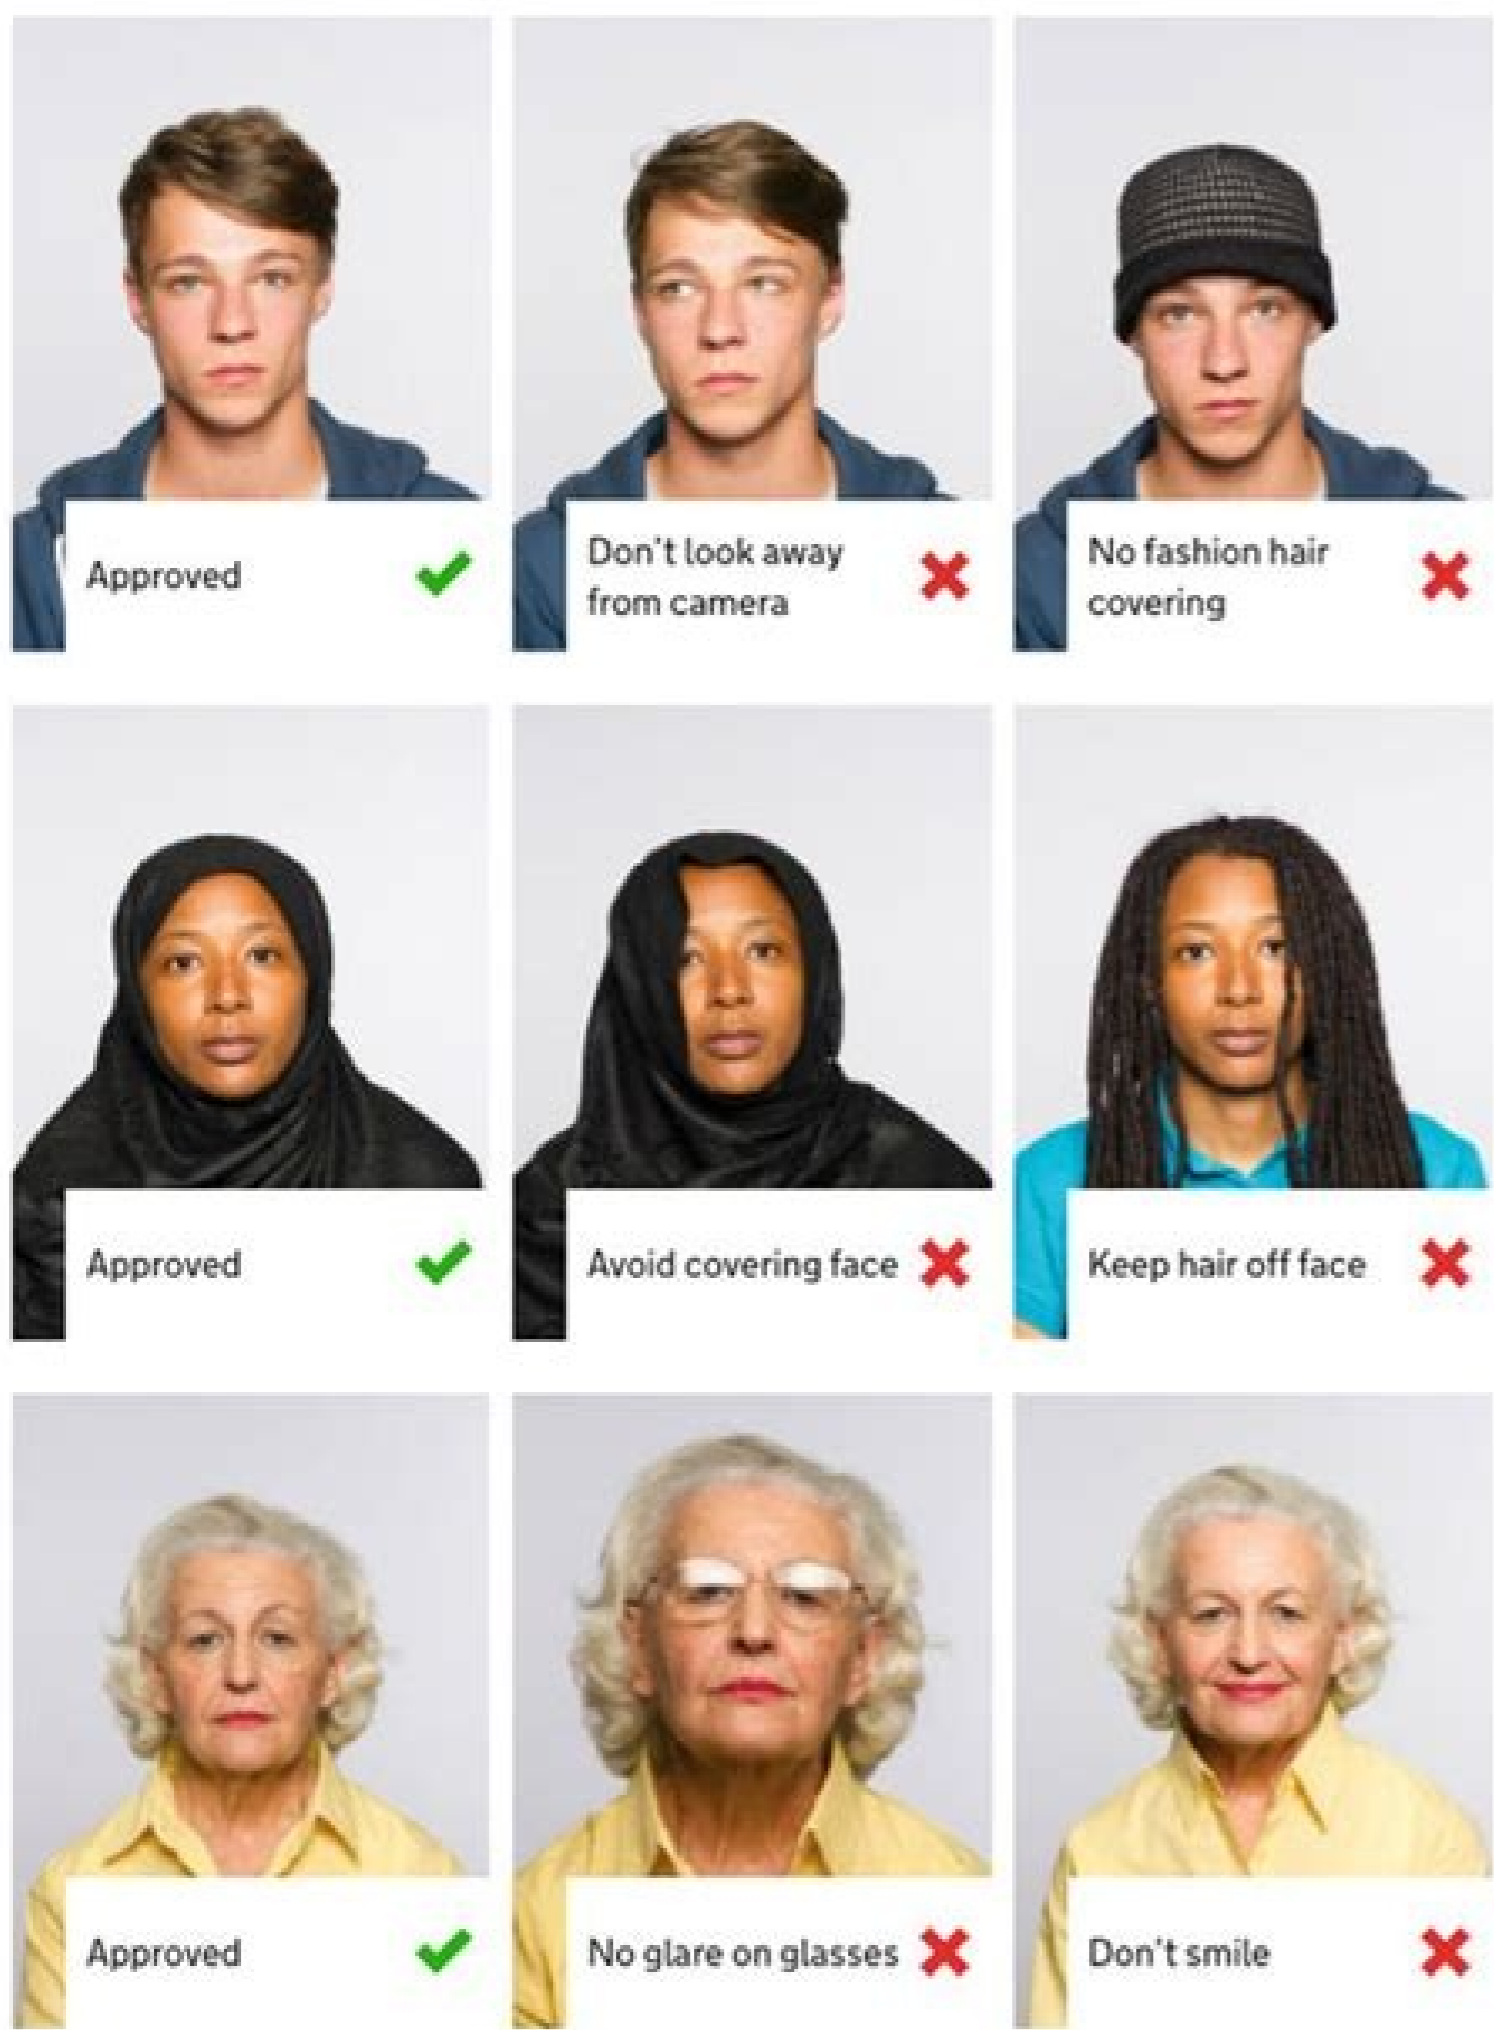 Approved
Don't look away
from camera
No fashion hair
covering
Approved
Avoid covering face
Keep hair off face
Approved
No glare on glasses
Don't smile